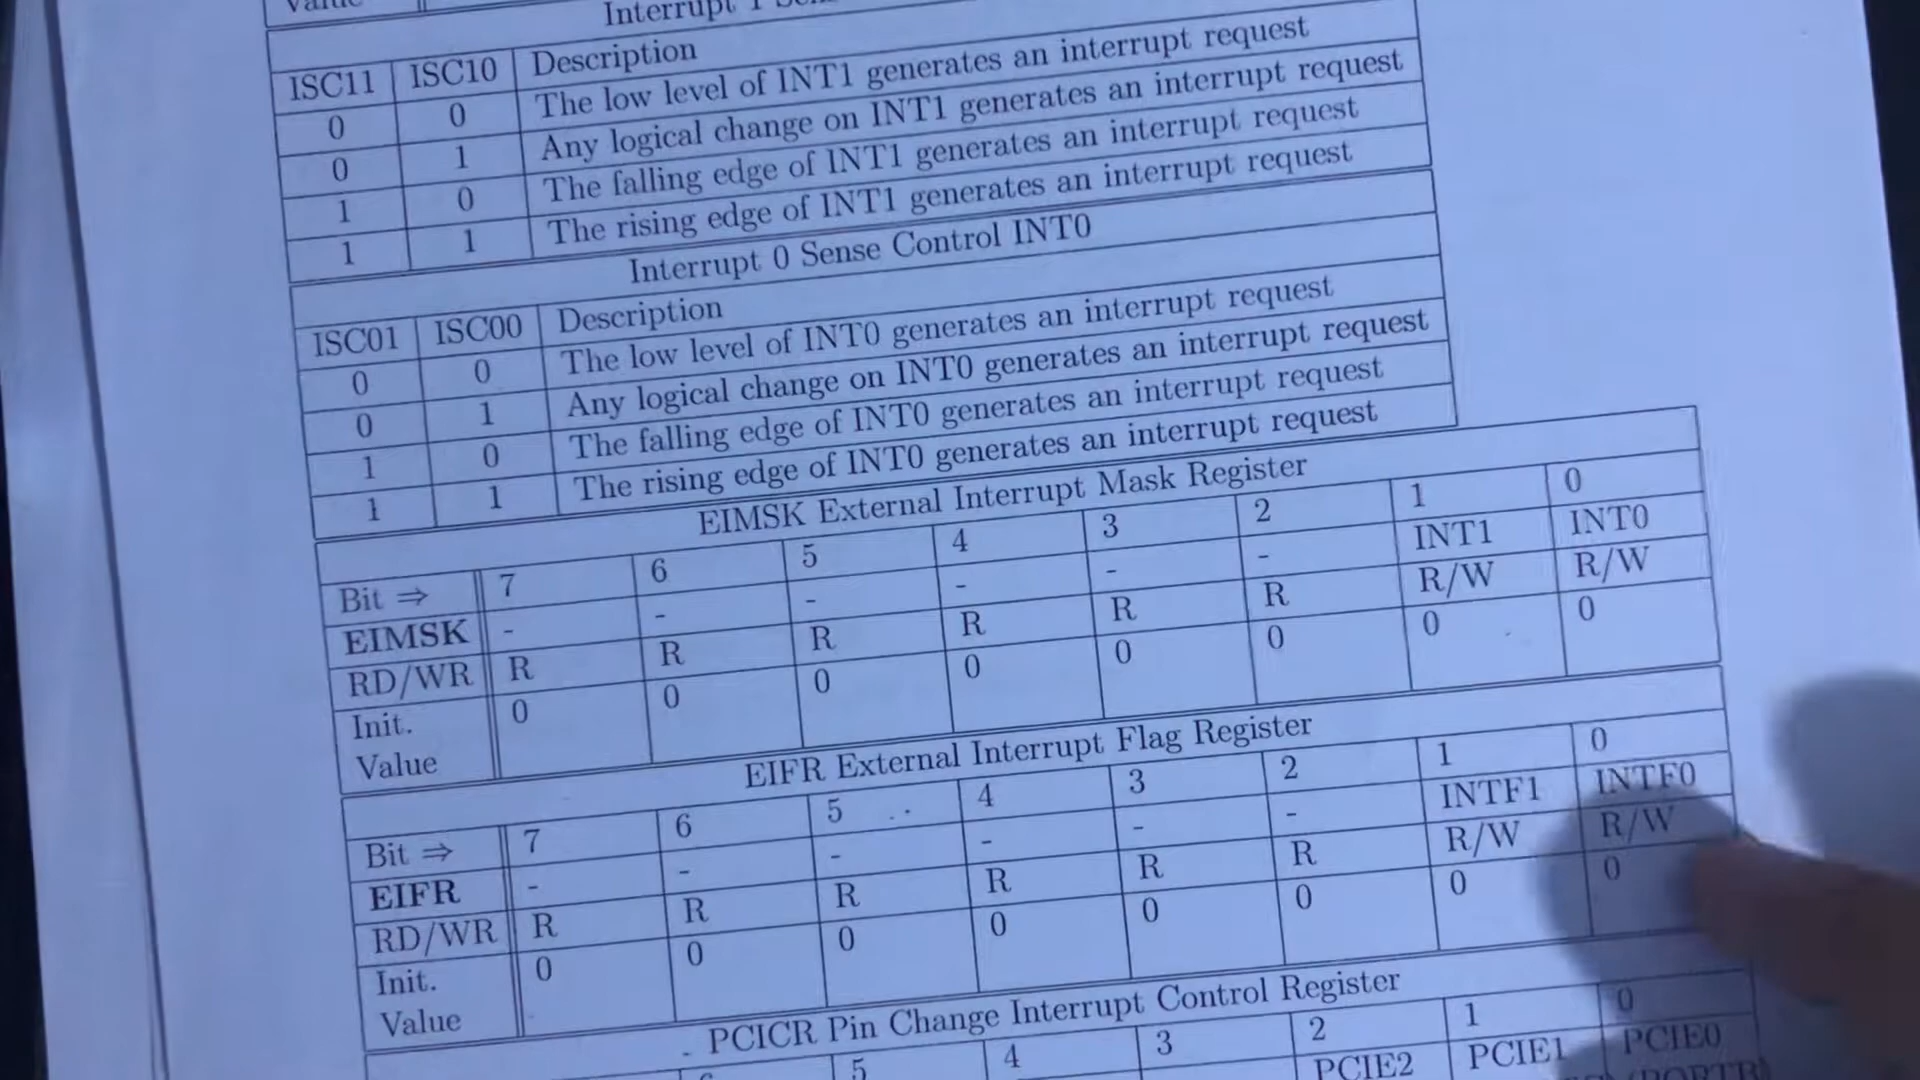 Value
Interrupt 1
ISC11 ISC10 Description
0 0 The low level of INT1 generates an interrupt request
0 1 Any logical change on INT1 generates an interrupt request
1 0 The falling edge of INT1 generates an interrupt request
1 1 The rising edge of INT1 generates an interrupt request
Interrupt 0 Sense Control INT0
ISC01 ISC00 Description
0 0 The low level of INT0 generates an interrupt request
0 1 Any logical change on INT0 generates an interrupt request
1 0 The falling edge of INT0 generates an interrupt request
1 1 The rising edge of INT0 generates an interrupt request
EIMSK External Interrupt Mask Register
Bit ⇒ 7 6 5 4 3 2 1 0
EIMSK - - - - - - INT1 INT0
RD/WR R R R R R R R/W R/W
Init. Value 0 0 0 0 0 0 0 0
EIFR External Interrupt Flag Register
Bit ⇒ 7 6 5 4 3 2 1 0
EIFR - - - - - - INTF1 INTF0
RD/WR R R R R R R R/W R/W
Init. Value 0 0 0 0 0 0 0 0
PCICR Pin Change Interrupt Control Register
5 4 3 2 1 0
PCIE2 PCIE1 PCIE0